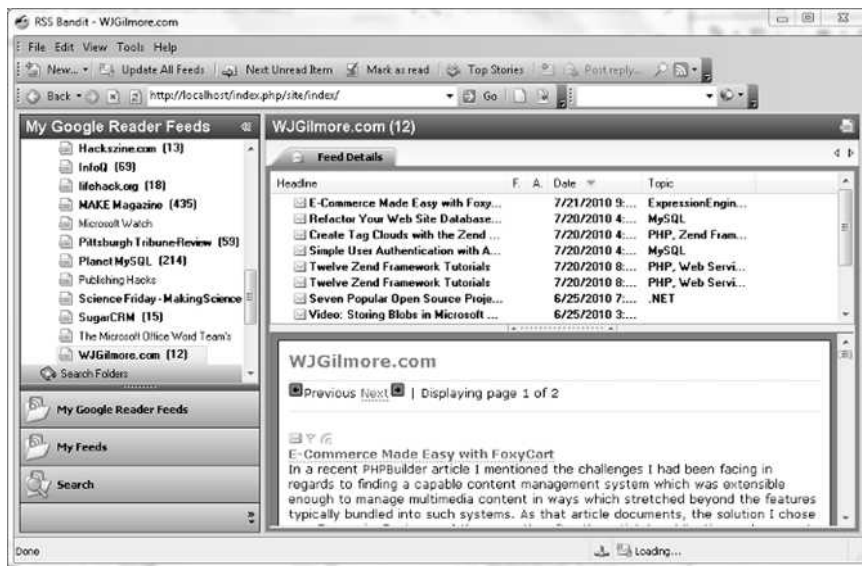 RSS Bandit - WJGilmore.com
File Edit View Tools Help
New... Update All Feeds Next Unread Item Mark as read Top Stories Post reply...
Back http://localhost/index.php/site/index/ Go
My Google Reader Feeds
Hackszine.com (13)
InfoQ (69)
lifehack.org (18)
MAKE Magazine (435)
Microsoft Watch
Pittsburgh Tribune-Review (59)
Planet MySQL (214)
Publishing Hacks
Science Friday - Making Science
SugarCRM (15)
The Microsoft Office Word Team's
WJGilmore.com (12)
Search Folders
My Google Reader Feeds
My Feeds
Search
WJGilmore.com (12)
Feed Details
Headline F. A. Date Topic
E-Commerce Made Easy with Foxy... 7/21/2010 9:... ExpressionEngin...
Refactor Your Web Site Database... 7/20/2010 4:... MySQL
Create Tag Clouds with the Zend ... 7/20/2010 4:... PHP, Zend Fram...
Simple User Authentication with A... 7/20/2010 4:... MySQL
Twelve Zend Framework Tutorials 7/20/2010 8:... PHP, Web Servi...
Twelve Zend Framework Tutorials 7/20/2010 8:... PHP, Web Servi...
Seven Popular Open Source Proje... 6/25/2010 7:... .NET
Video: Storing Blobs in Microsoft ... 6/25/2010 3:...
WJGilmore.com
Previous Next | Displaying page 1 of 2
E-Commerce Made Easy with FoxyCart
In a recent PHPBuilder article I mentioned the challenges I had been facing in
regards to finding a capable content management system which was extensible
enough to manage multimedia content in ways which stretched beyond the features
typically bundled into such systems. As that article documents, the solution I chose
Done
Loading...